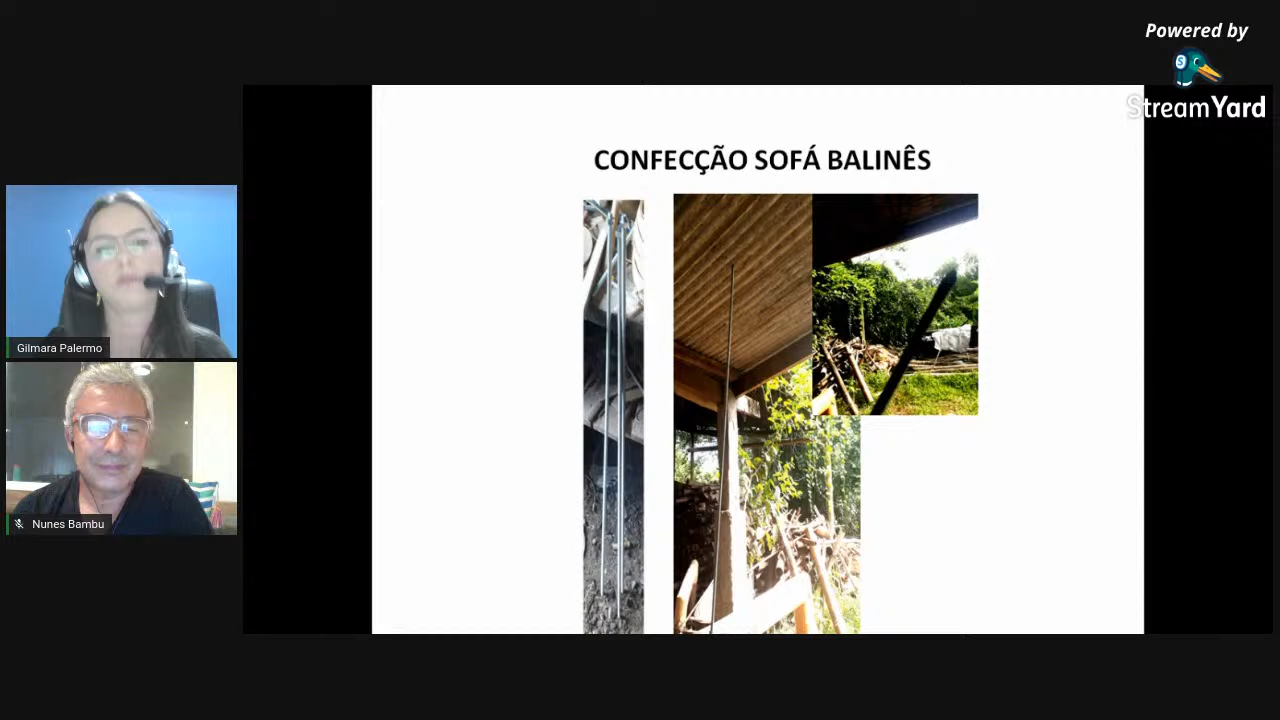 Powered by
StreamYard
CONFECÇÃO SOFÁ BALINÊS
Gilmara Palermo
Nunes Bambu